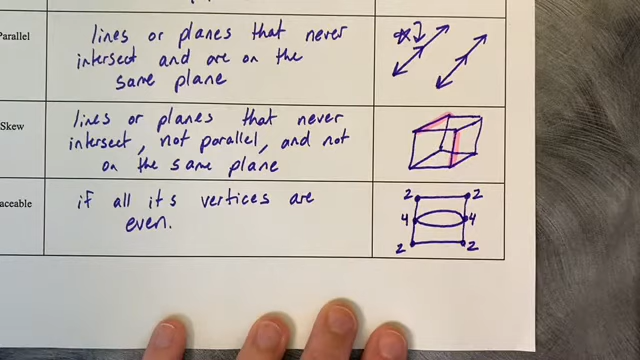 Parallel
lines or planes that never
intersect and are on the
same plane
Skew
lines or planes that never
intersect, not parallel, and not
on the same plane
aceable
if all its vertices are
even.
2 2
4 4
2 2